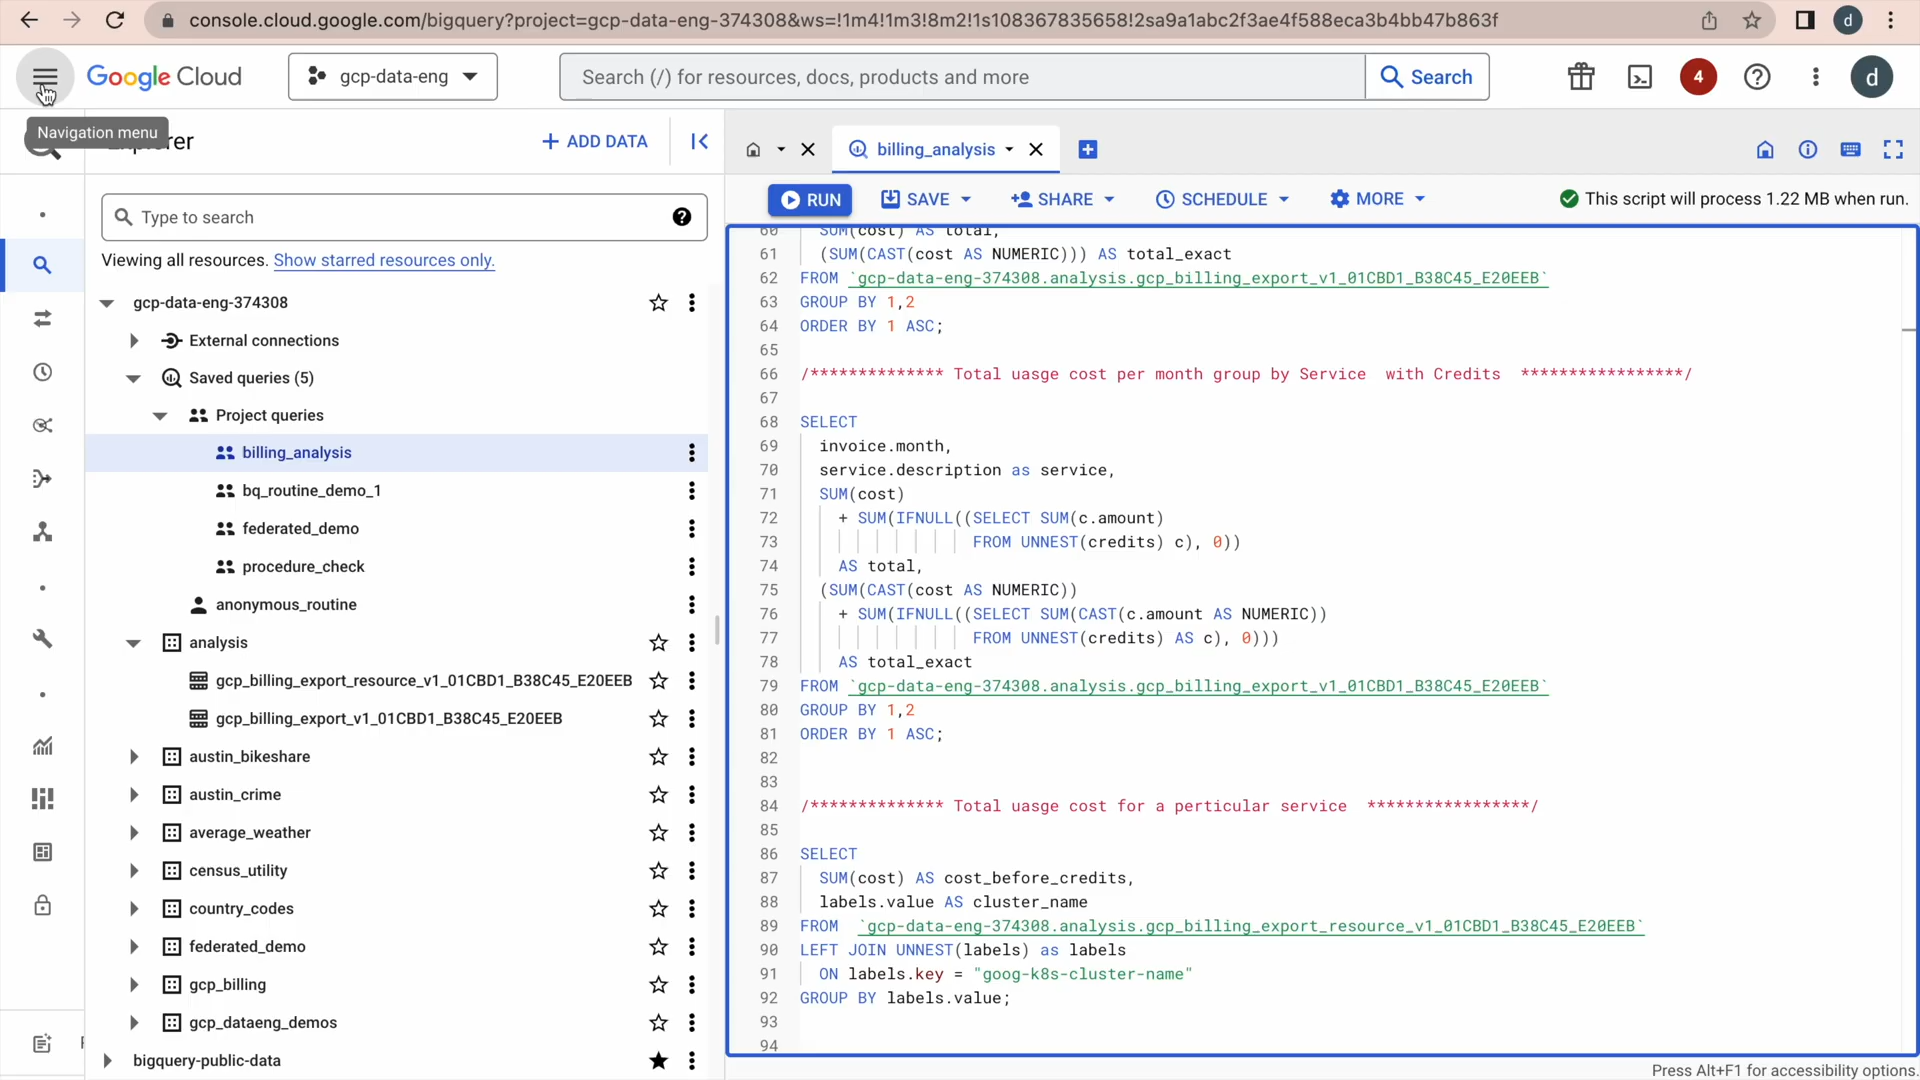 console.cloud.google.com/bigquery?project=gcp-data-eng-374308&ws=!1m4!1m3!8m2!1s108367835658!2sa9a1abc2f3ae4f588eca3b4bb47b863f
d
Google Cloud
gcp-data-eng
Search (/) for resources, docs, products and more
Search
4
d
Navigation menu
ADD DATA
billing_analysis
RUN
SAVE
SHARE
SCHEDULE
MORE
This script will process 1.22 MB when run.
Type to search
Viewing all resources. Show starred resources only.
gcp-data-eng-374308
External connections
Saved queries (5)
Project queries
billing_analysis
bq_routine_demo_1
federated_demo
procedure_check
anonymous_routine
analysis
gcp_billing_export_resource_v1_01CBD1_B38C45_E20EEB
gcp_billing_export_v1_01CBD1_B38C45_E20EEB
austin_bikeshare
austin_crime
average_weather
census_utility
country_codes
federated_demo
gcp_billing
gcp_dataeng_demos
bigquery-public-data
60 SUM(cost) AS total,
61 (SUM(CAST(cost AS NUMERIC))) AS total_exact
62 FROM `gcp-data-eng-374308.analysis.gcp_billing_export_v1_01CBD1_B38C45_E20EEB`
63 GROUP BY 1,2
64 ORDER BY 1 ASC;
65
66 /************** Total uasge cost per month group by Service  with Credits  *****************/
67
68 SELECT
69 invoice.month,
70 service.description as service,
71 SUM(cost)
72 + SUM(IFNULL((SELECT SUM(c.amount)
73 FROM UNNEST(credits) c), 0))
74 AS total,
75 (SUM(CAST(cost AS NUMERIC))
76 + SUM(IFNULL((SELECT SUM(CAST(c.amount AS NUMERIC))
77 FROM UNNEST(credits) AS c), 0)))
78 AS total_exact
79 FROM `gcp-data-eng-374308.analysis.gcp_billing_export_v1_01CBD1_B38C45_E20EEB`
80 GROUP BY 1,2
81 ORDER BY 1 ASC;
82
83
84 /************** Total uasge cost for a perticular service  *****************/
85
86 SELECT
87 SUM(cost) AS cost_before_credits,
88 labels.value AS cluster_name
89 FROM  `gcp-data-eng-374308.analysis.gcp_billing_export_resource_v1_01CBD1_B38C45_E20EEB`
90 LEFT JOIN UNNEST(labels) as labels
91 ON labels.key = "goog-k8s-cluster-name"
92 GROUP BY labels.value;
93
94
Press Alt+F1 for accessibility options.